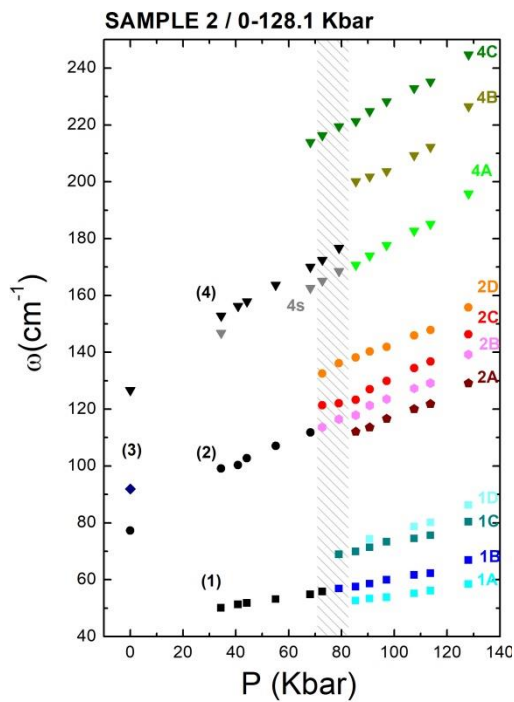 SAMPLE 2 / 0-128.1 Kbar
240
220
200
180
160
140
120
100
80
60
40
ω(cm⁻¹)
4C
4B
4A
(4)
4s
2D
2C
2B
2A
(3)
(2)
1D
1C
1B
1A
(1)
0
20
40
60
80
100
120
140
P (Kbar)